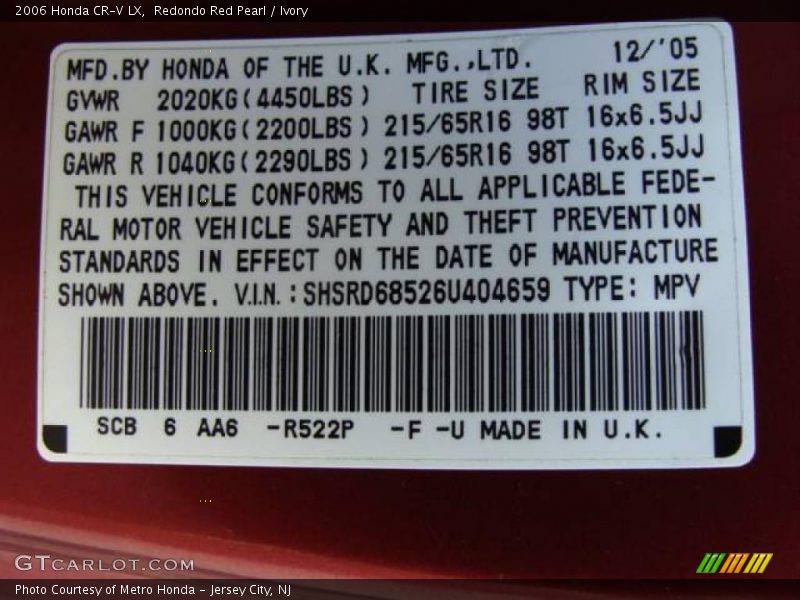 2006 Honda CR-V LX,  Redondo Red Pearl / Ivory
MFD.BY HONDA OF THE U.K. MFG.,LTD. 12/'05
GVWR 2020KG(4450LBS) TIRE SIZE RIM SIZE
GAWR F 1000KG(2200LBS) 215/65R16 98T 16x6.5JJ
GAWR R 1040KG(2290LBS) 215/65R16 98T 16x6.5JJ
THIS VEHICLE CONFORMS TO ALL APPLICABLE FEDE-
RAL MOTOR VEHICLE SAFETY AND THEFT PREVENTION
STANDARDS IN EFFECT ON THE DATE OF MANUFACTURE
SHOWN ABOVE. V.I.N.:SHSRD68526U404659 TYPE: MPV
SCB 6 AA6 -R522P -F -U MADE IN U.K.
GTCARLOT.COM
Photo Courtesy of Metro Honda - Jersey City, NJ